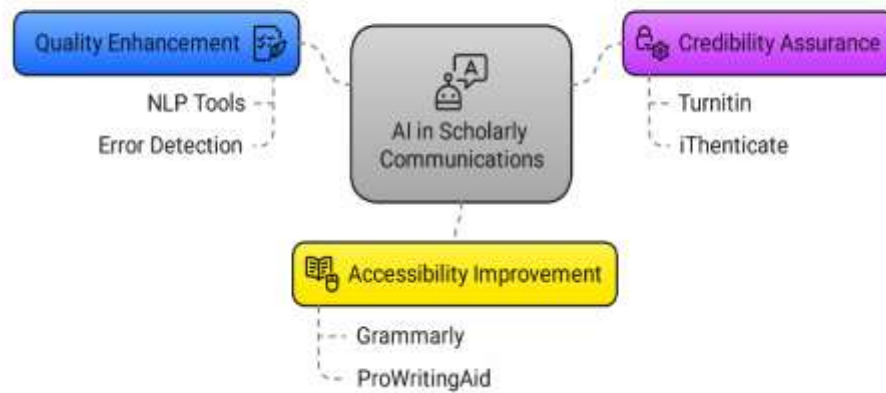 Quality Enhancement
NLP Tools
Error Detection
A
AI in Scholarly
Communications
Credibility Assurance
Turnitin
iThenticate
Accessibility Improvement
Grammarly
ProWritingAid